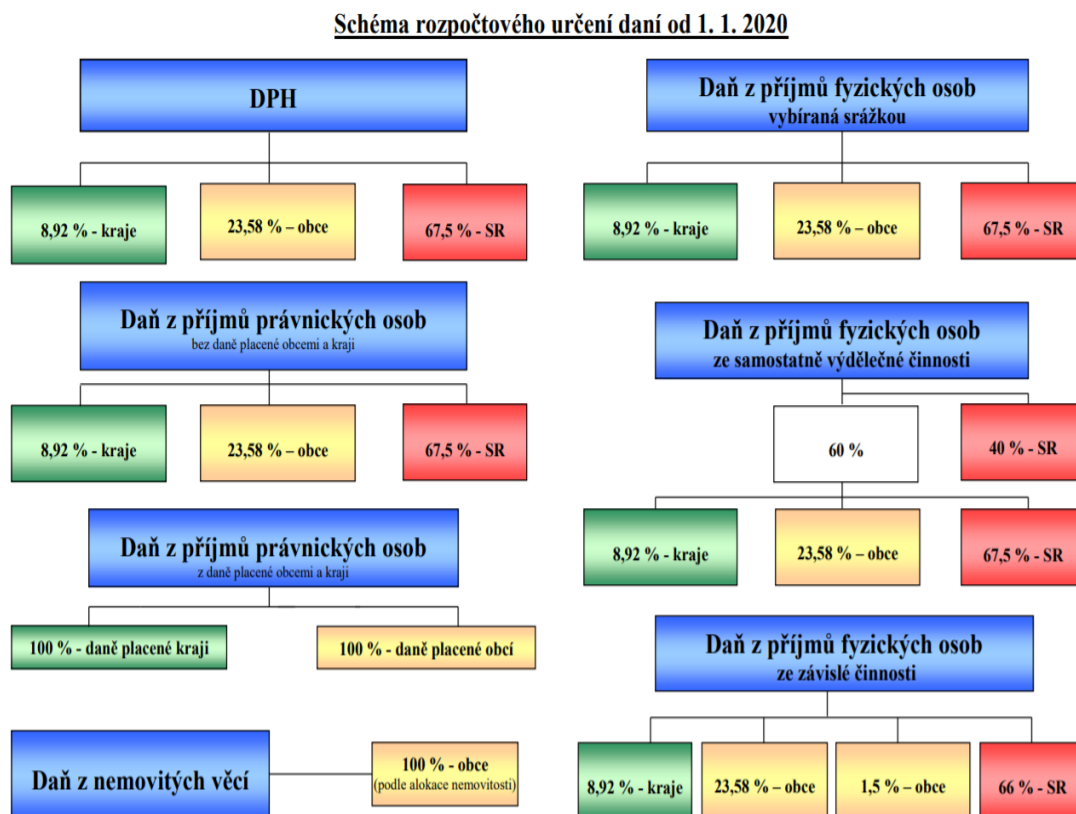 Schéma rozpočtového určení daní od 1. 1. 2020
DPH
8,92 % - kraje
23,58 % – obce
67,5 % - SR
Daň z příjmů právnických osob
bez daně placené obcemi a kraji
8,92 % - kraje
23,58 % – obce
67,5 % - SR
Daň z příjmů právnických osob
z daně placené obcemi a kraji
100 % - daně placené kraji
100 % - daně placené obcí
Daň z nemovitých věcí
100 % - obce
(podle alokace nemovitosti)
Daň z příjmů fyzických osob
vybíraná srážkou
8,92 % - kraje
23,58 % – obce
67,5 % - SR
Daň z příjmů fyzických osob
ze samostatně výdělečné činnosti
60 %
40 % - SR
8,92 % - kraje
23,58 % – obce
67,5 % - SR
Daň z příjmů fyzických osob
ze závislé činnosti
8,92 % - kraje
23,58 % – obce
1,5 % – obce
66 % - SR